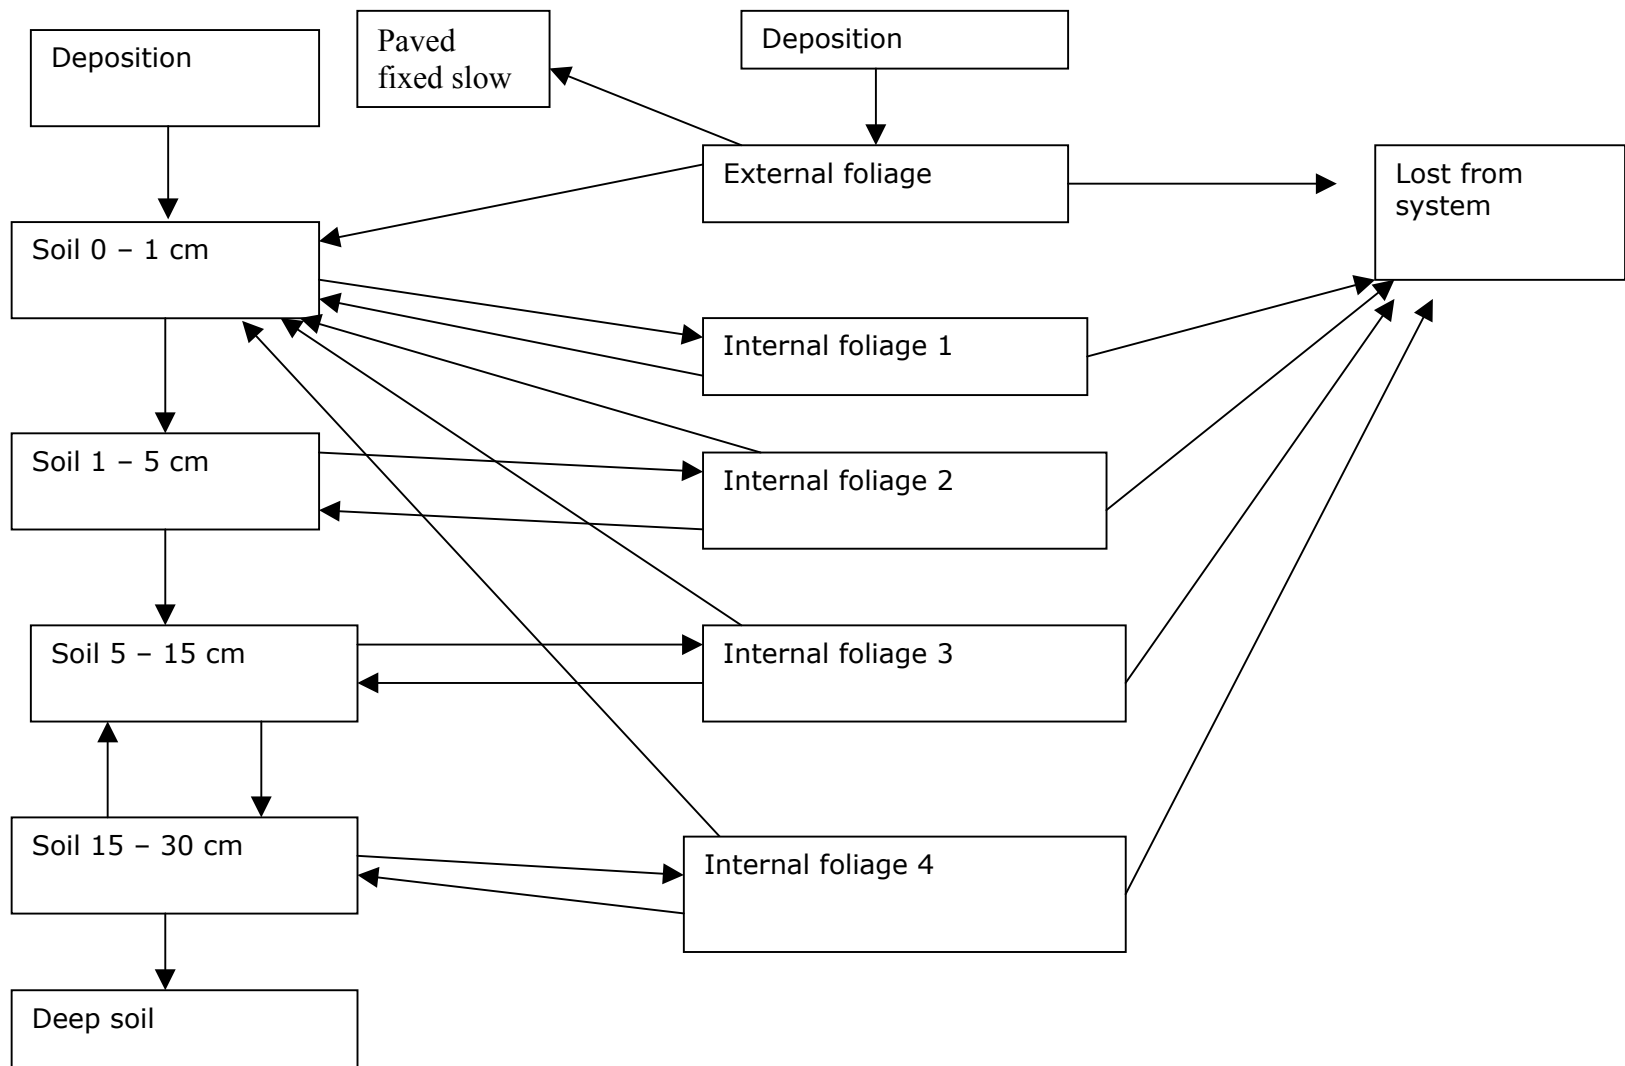 Deposition
Paved
fixed slow
Deposition
External foliage
Lost from
system
Soil 0 – 1 cm
Internal foliage 1
Soil 1 – 5 cm
Internal foliage 2
Soil 5 – 15 cm
Internal foliage 3
Soil 15 – 30 cm
Internal foliage 4
Deep soil